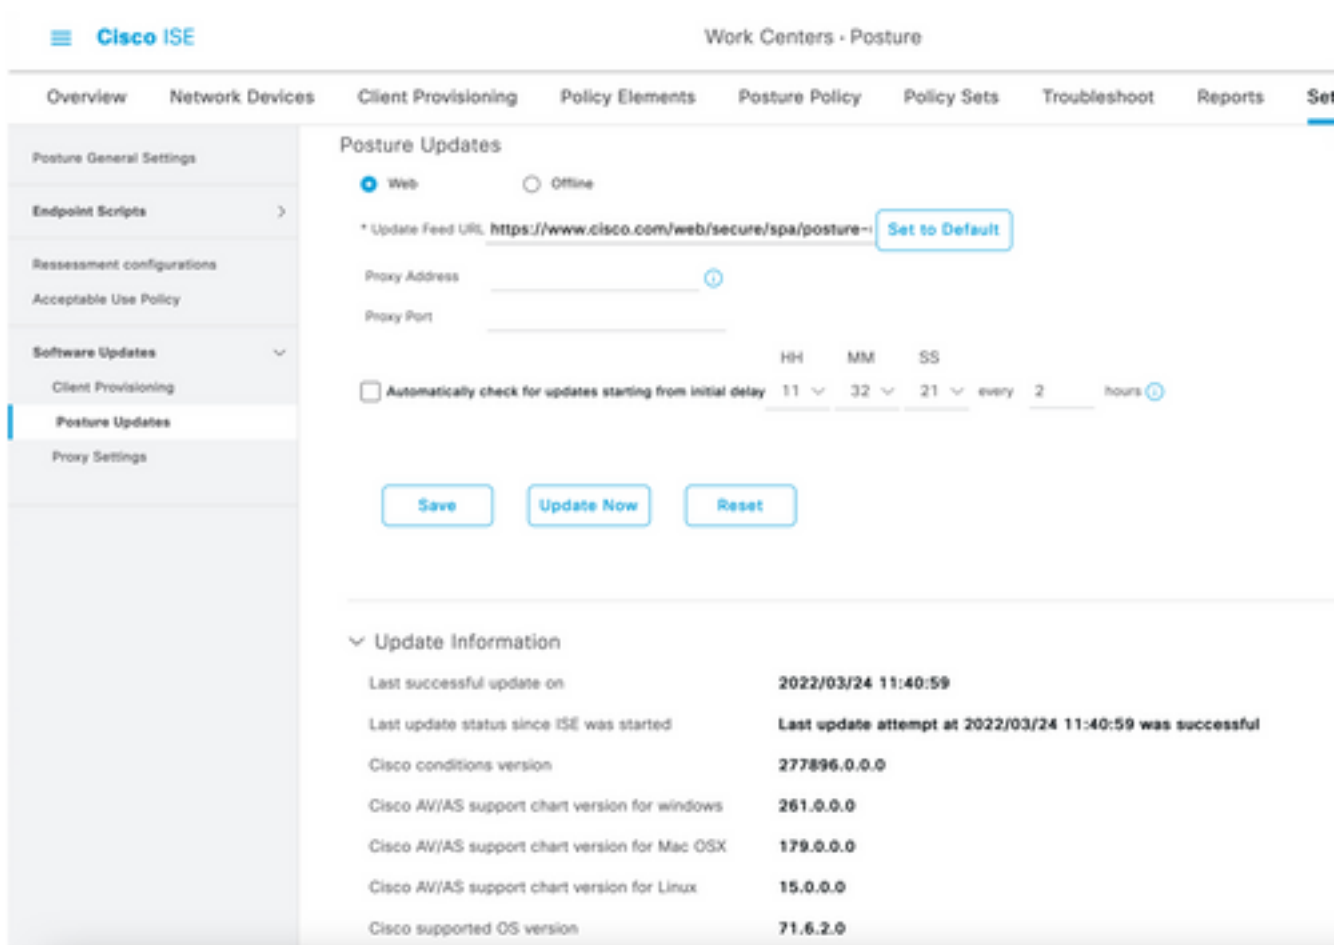 Cisco ISE
Work Centers · Posture
Overview Network Devices Client Provisioning Policy Elements Posture Policy Policy Sets Troubleshoot Reports
Posture General Settings
Endpoint Scripts
Ressessment configurations
Acceptable Use Policy
Software Updates
Client Provisioning
Posture Updates
Proxy Settings
Posture Updates
Web Offline
* Update Feed URL https://www.cisco.com/web/secure/spa/posture- Set to Default
Proxy Address
Proxy Port
HH MM SS
Automatically check for updates starting from initial delay 11 32 21 every 2 hours
Save Update Now Reset
Update Information
Last successful update on 2022/03/24 11:40:59
Last update status since ISE was started Last update attempt at 2022/03/24 11:40:59 was successful
Cisco conditions version 277896.0.0.0
Cisco AV/AS support chart version for windows 261.0.0.0
Cisco AV/AS support chart version for Mac OSX 179.0.0.0
Cisco AV/AS support chart version for Linux 15.0.0.0
Cisco supported OS version 71.6.2.0